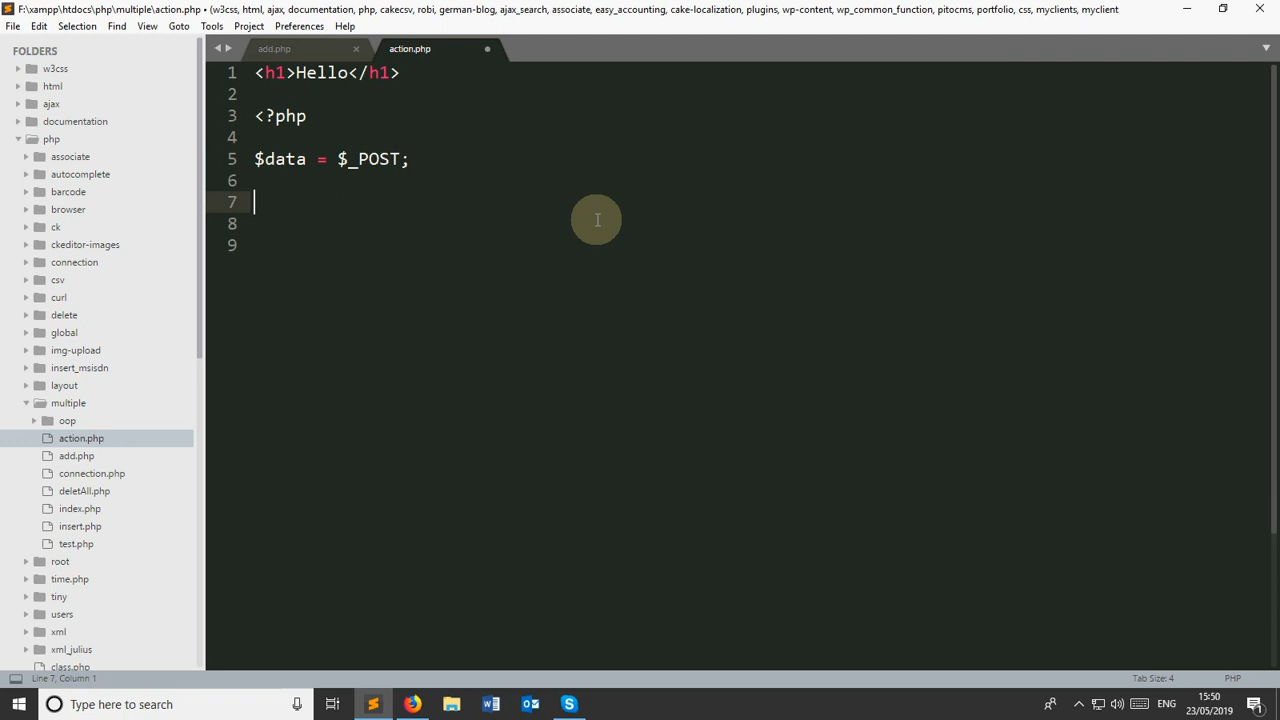 F:\xampp\htdocs\php\multiple\action.php • (w3css, html, ajax, documentation, php, cakecsv, robi, german-blog, ajax_search, associate, easy_accounting, cake-localization, plugins, wp-content, wp_common_function, pitocms, portfolio, css, myclients, myclient
File Edit Selection Find View Goto Tools Project Preferences Help
FOLDERS
w3css
html
ajax
documentation
php
associate
autocomplete
barcode
browser
ck
ckeditor-images
connection
csv
curl
delete
global
img-upload
insert_msisdn
layout
multiple
oop
action.php
add.php
connection.php
deletAll.php
index.php
insert.php
test.php
root
time.php
tiny
users
xml
xml_julius
class.php
add.php × action.php
1 <h1>Hello</h1>
2
3 <?php
4
5 $data = $_POST;
6
7
8
9
Line 7, Column 1 Tab Size: 4 PHP
Type here to search
ENG
15:50
23/05/2019